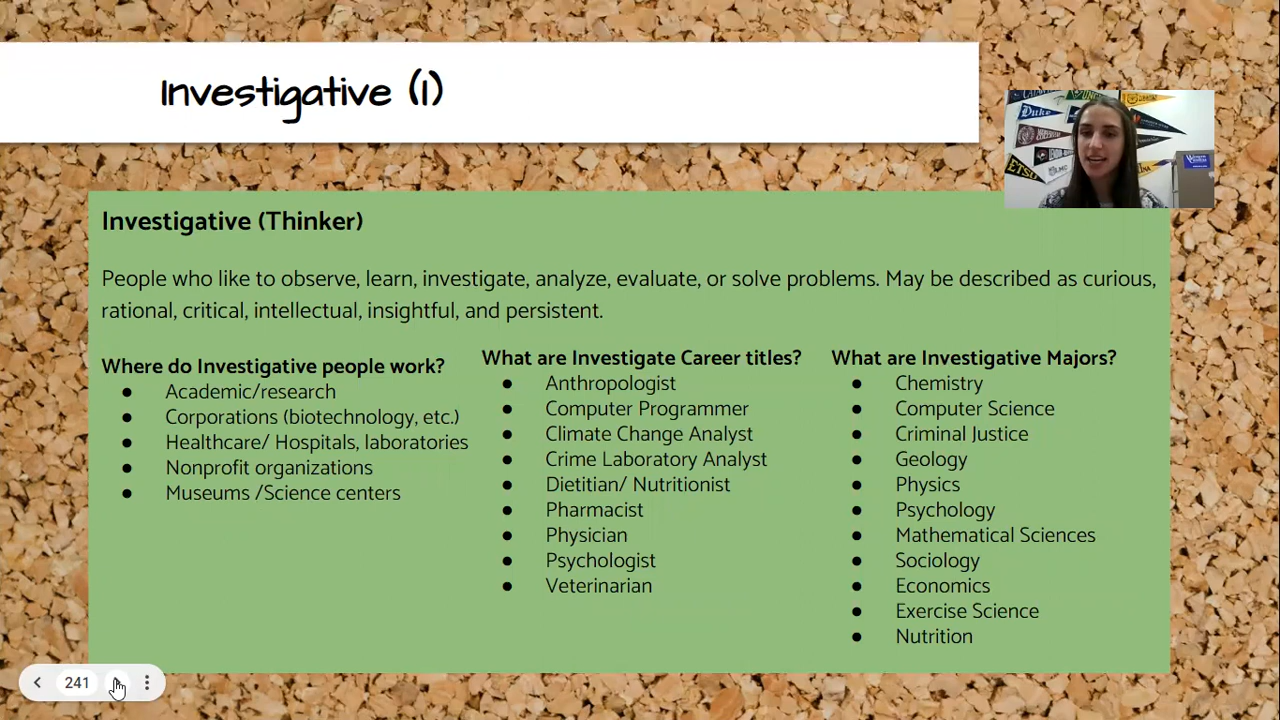 Investigative (I)
Duke
ETSU
Investigative (Thinker)
People who like to observe, learn, investigate, analyze, evaluate, or solve problems. May be described as curious,
rational, critical, intellectual, insightful, and persistent.
Where do Investigative people work?
● Academic/research
● Corporations (biotechnology, etc.)
● Healthcare/ Hospitals, laboratories
● Nonprofit organizations
● Museums /Science centers
What are Investigate Career titles?
● Anthropologist
● Computer Programmer
● Climate Change Analyst
● Crime Laboratory Analyst
● Dietitian/ Nutritionist
● Pharmacist
● Physician
● Psychologist
● Veterinarian
What are Investigative Majors?
● Chemistry
● Computer Science
● Criminal Justice
● Geology
● Physics
● Psychology
● Mathematical Sciences
● Sociology
● Economics
● Exercise Science
● Nutrition
241